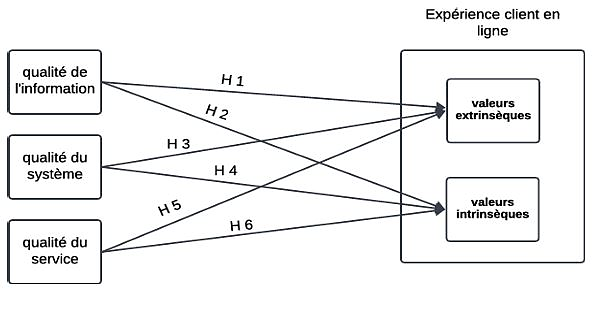 Expérience client en
ligne
qualité de
l'information
H 1
valeurs
extrinsèques
H 2
qualité du
système
H 3
H 4
valeurs
intrinsèques
H 5
qualité du
service
H 6